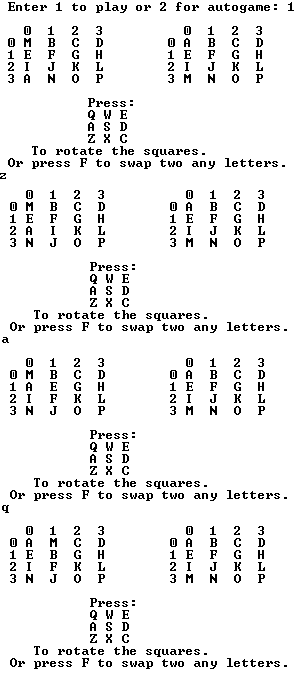 Enter 1 to play or 2 for autogame: 1
0 1 2 3 0 1 2 3
0 M B C D 0 A B C D
1 E F G H 1 E F G H
2 I J K L 2 I J K L
3 A N O P 3 M N O P
Press:
Q W E
A S D
Z X C
To rotate the squares.
Or press F to swap two any letters.
z
0 1 2 3 0 1 2 3
0 M B C D 0 A B C D
1 E F G H 1 E F G H
2 A I K L 2 I J K L
3 N J O P 3 M N O P
Press:
Q W E
A S D
Z X C
To rotate the squares.
Or press F to swap two any letters.
a
0 1 2 3 0 1 2 3
0 M B C D 0 A B C D
1 A E G H 1 E F G H
2 I F K L 2 I J K L
3 N J O P 3 M N O P
Press:
Q W E
A S D
Z X C
To rotate the squares.
Or press F to swap two any letters.
q
0 1 2 3 0 1 2 3
0 A M C D 0 A B C D
1 E B G H 1 E F G H
2 I F K L 2 I J K L
3 N J O P 3 M N O P
Press:
Q W E
A S D
Z X C
To rotate the squares.
Or press F to swap two any letters.